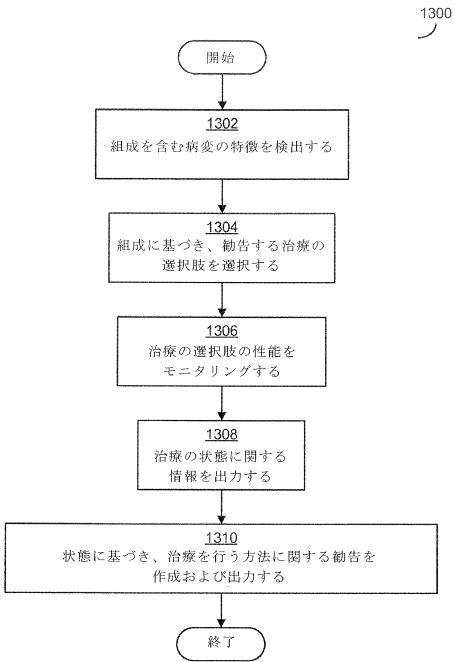 1300
開始
1302
組成を含む病変の特徴を検出する
1304
組成に基づき、勧告する治療の
選択肢を選択する
1306
治療の選択肢の性能を
モニタリングする
1308
治療の状態に関する
情報を出力する
1310
状態に基づき、治療を行う方法に関する勧告を
作成および出力する
終了